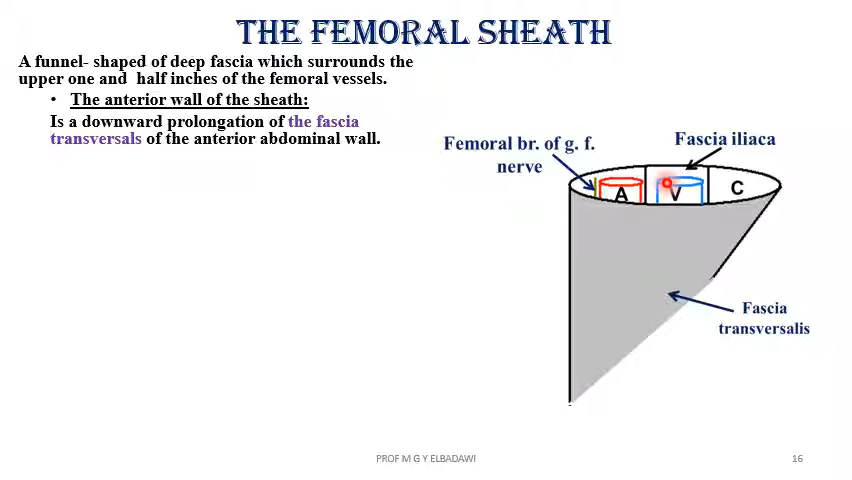 THE FEMORAL SHEATH
A funnel- shaped of deep fascia which surrounds the
upper one and half inches of the femoral vessels.
• The anterior wall of the sheath:
Is a downward prolongation of the fascia
transversals of the anterior abdominal wall.
Femoral br. of g. f.
nerve
Fascia iliaca
A
V
C
Fascia
transversalis
PROF M G Y ELBADAWI
16